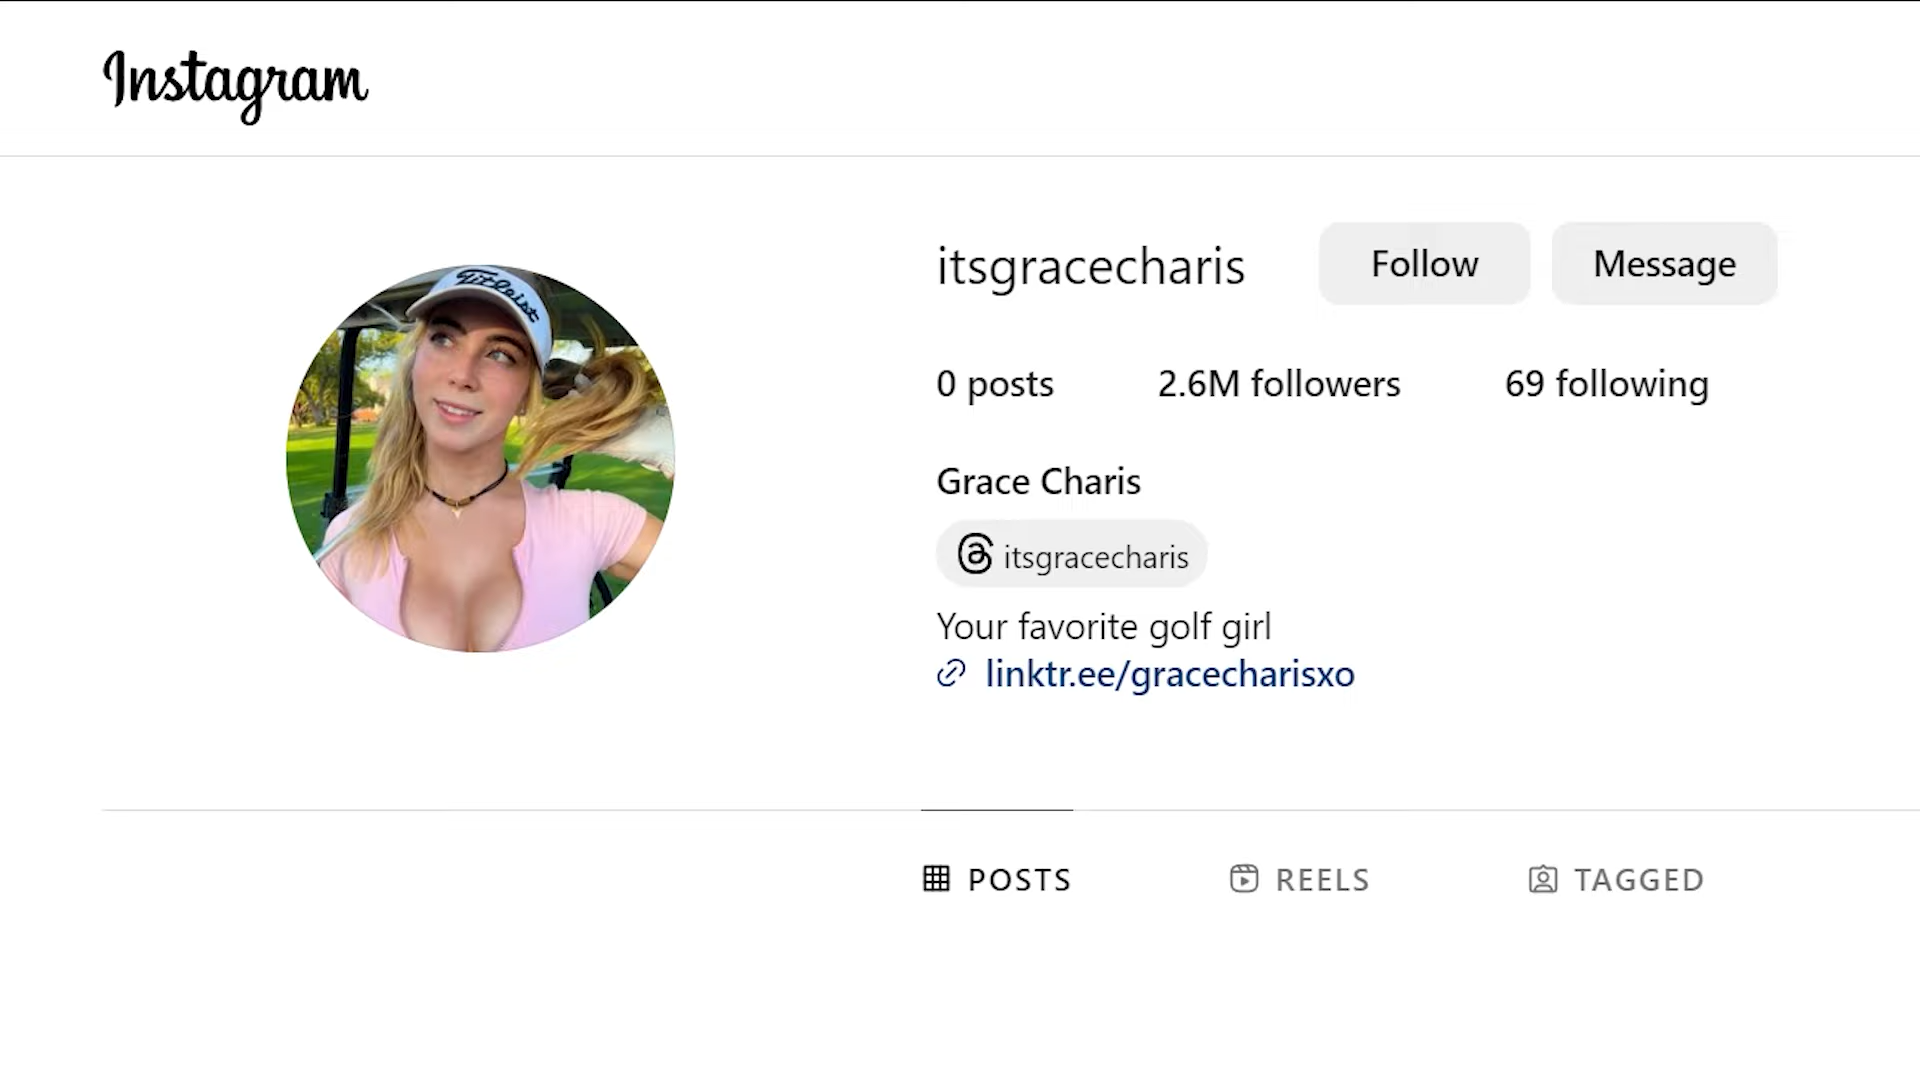 Instagram
Titleist
itsgracecharis Follow Message
0 posts 2.6M followers 69 following
Grace Charis
itsgracecharis
Your favorite golf girl
linktr.ee/gracecharisxo
POSTS REELS TAGGED